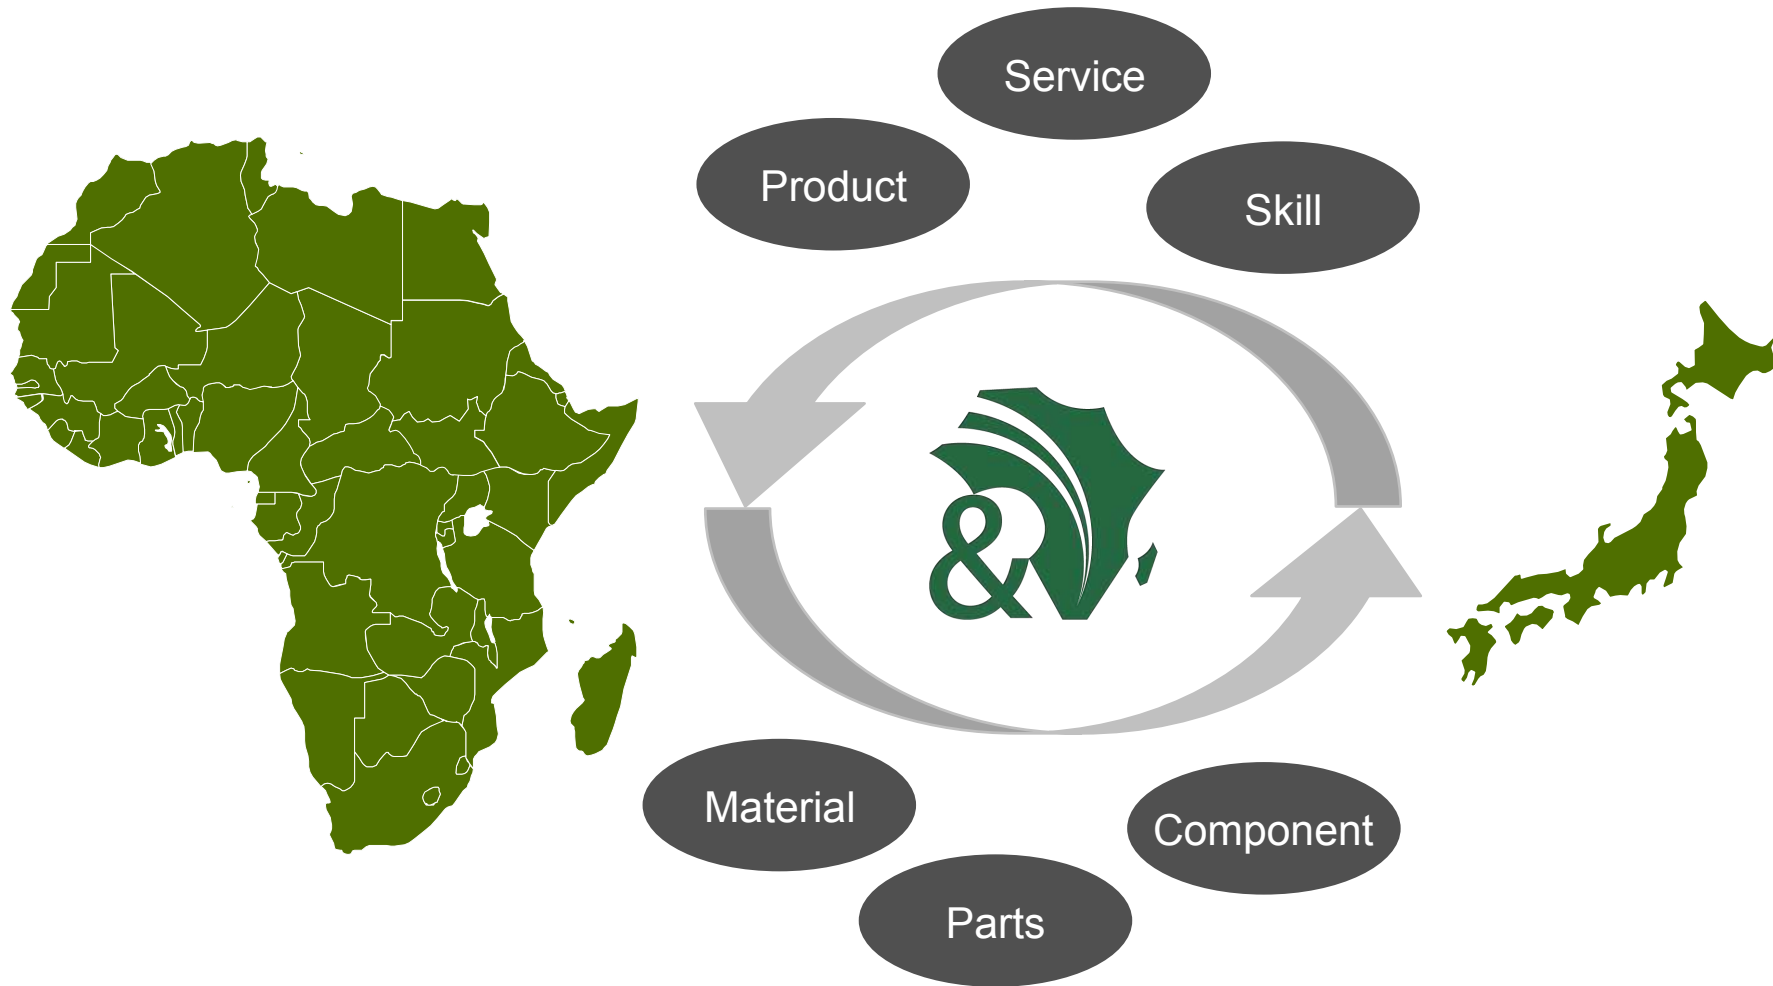 Service
Product
Skill
&
Material
Component
Parts